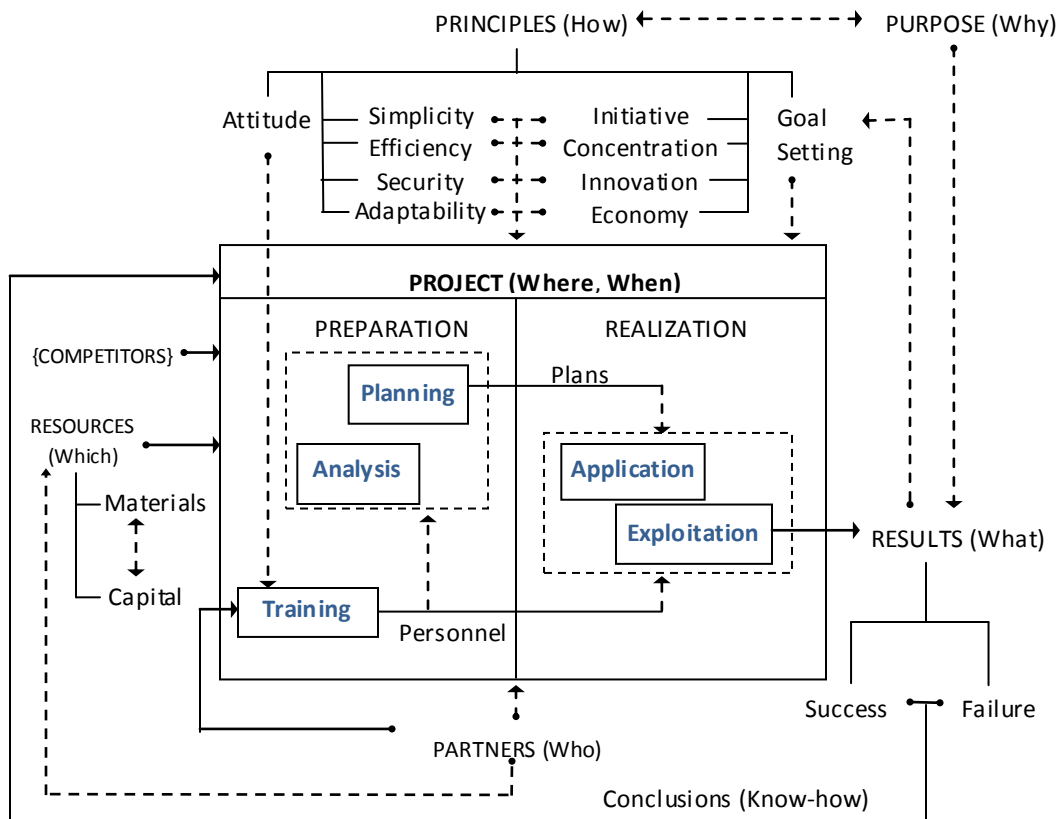 PRINCIPLES (How)
PURPOSE (Why)
Attitude
Simplicity
Efficiency
Security
Adaptability
Initiative
Concentration
Innovation
Economy
Goal
Setting
PROJECT (Where, When)
PREPARATION
REALIZATION
{COMPETITORS}
Planning
Plans
RESOURCES
(Which)
Analysis
Application
Materials
Exploitation
RESULTS (What)
Capital
Training
Personnel
Success
Failure
PARTNERS (Who)
Conclusions (Know-how)